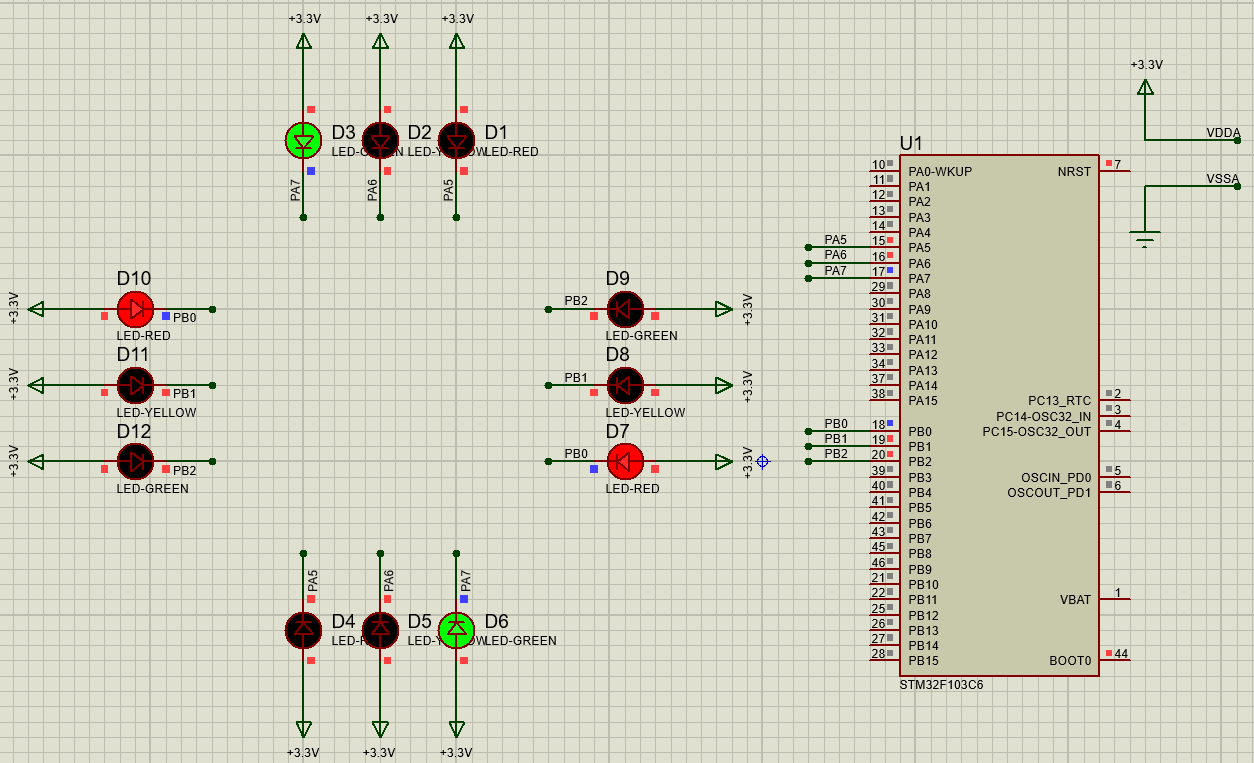 +3.3V +3.3V +3.3V
D3 D2 D1
LED-GREEN LED-YELLOW LED-RED
PA7 PA6 PA5
D10
+3.3V PB0
LED-RED
D11
+3.3V PB1
LED-YELLOW
D12
+3.3V PB2
LED-GREEN
D9
PB2 +3.3V
LED-GREEN
D8
PB1 +3.3V
LED-YELLOW
D7
PB0 +3.3V
LED-RED
PA5 PA6 PA7
D4 D5 D6
LED-RED LED-YELLOW LED-GREEN
+3.3V +3.3V +3.3V
+3.3V
VDDA
VSSA
U1
10 PA0-WKUP NRST 7
11 PA1
12 PA2
13 PA3
14 PA4
PA5 15 PA5
PA6 16 PA6
PA7 17 PA7
29 PA8
30 PA9
31 PA10
32 PA11
33 PA12
34 PA13
37 PA14
38 PA15 PC13_RTC 2
PC14-OSC32_IN 3
PB0 18 PB0 PC15-OSC32_OUT 4
PB1 19 PB1
PB2 20 PB2
39 PB3 OSCIN_PD0 5
40 PB4 OSCOUT_PD1 6
41 PB5
42 PB6
43 PB7
45 PB8
46 PB9
21 PB10
22 PB11 VBAT 1
25 PB12
26 PB13
27 PB14
28 PB15 BOOT0 44
STM32F103C6